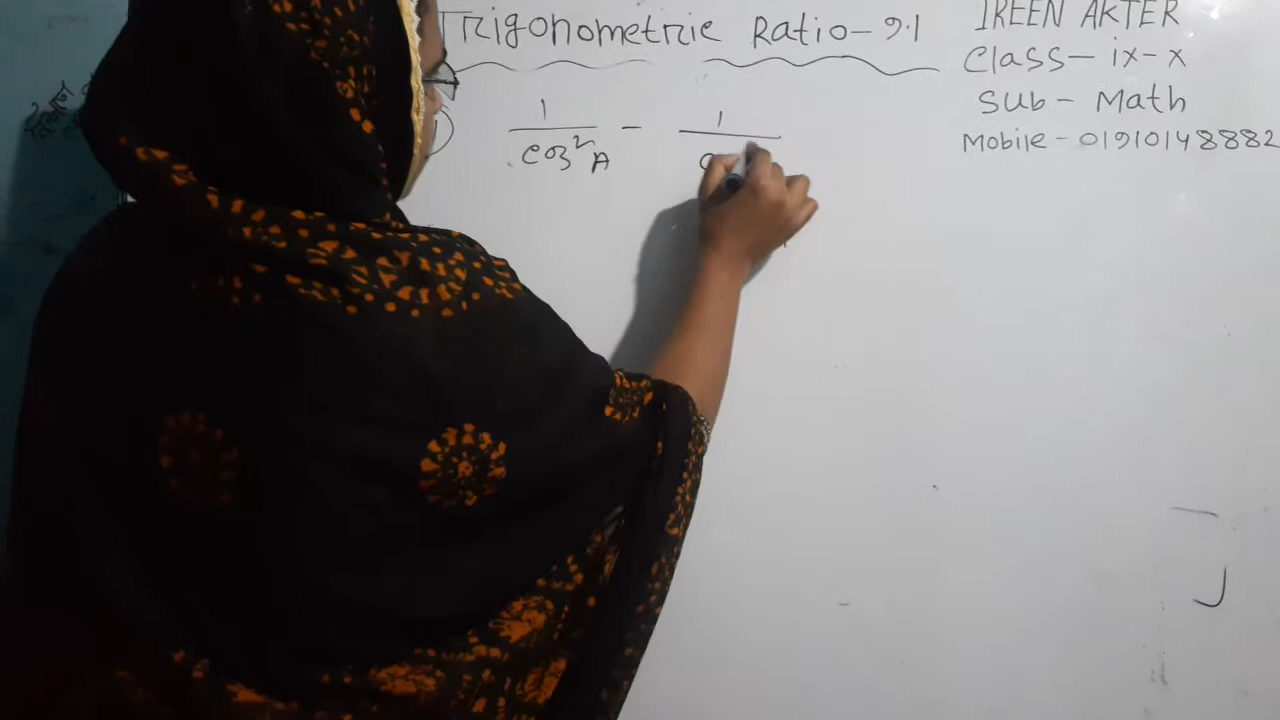 Trigonometric Ratio - 9.1
IREEN AKTER
Class - ix - x
Sub - Math
Mobile - 01910148882
1/cos²A - 1/